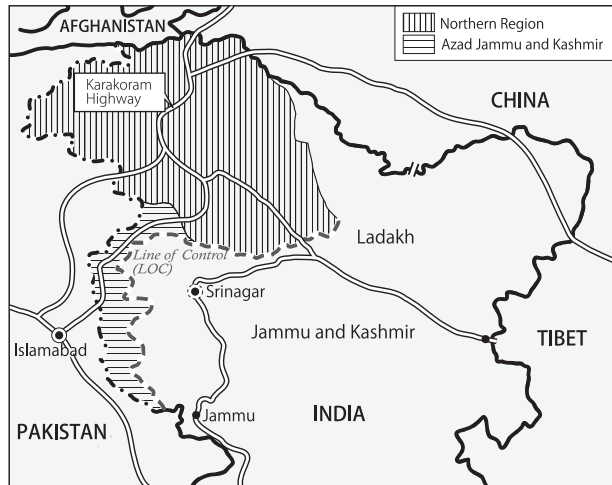 AFGHANISTAN
Northern Region
Azad Jammu and Kashmir
Karakoram
Highway
CHINA
Ladakh
Line of Control
(LOC)
Srinagar
Jammu and Kashmir
TIBET
Islamabad
Jammu
INDIA
PAKISTAN